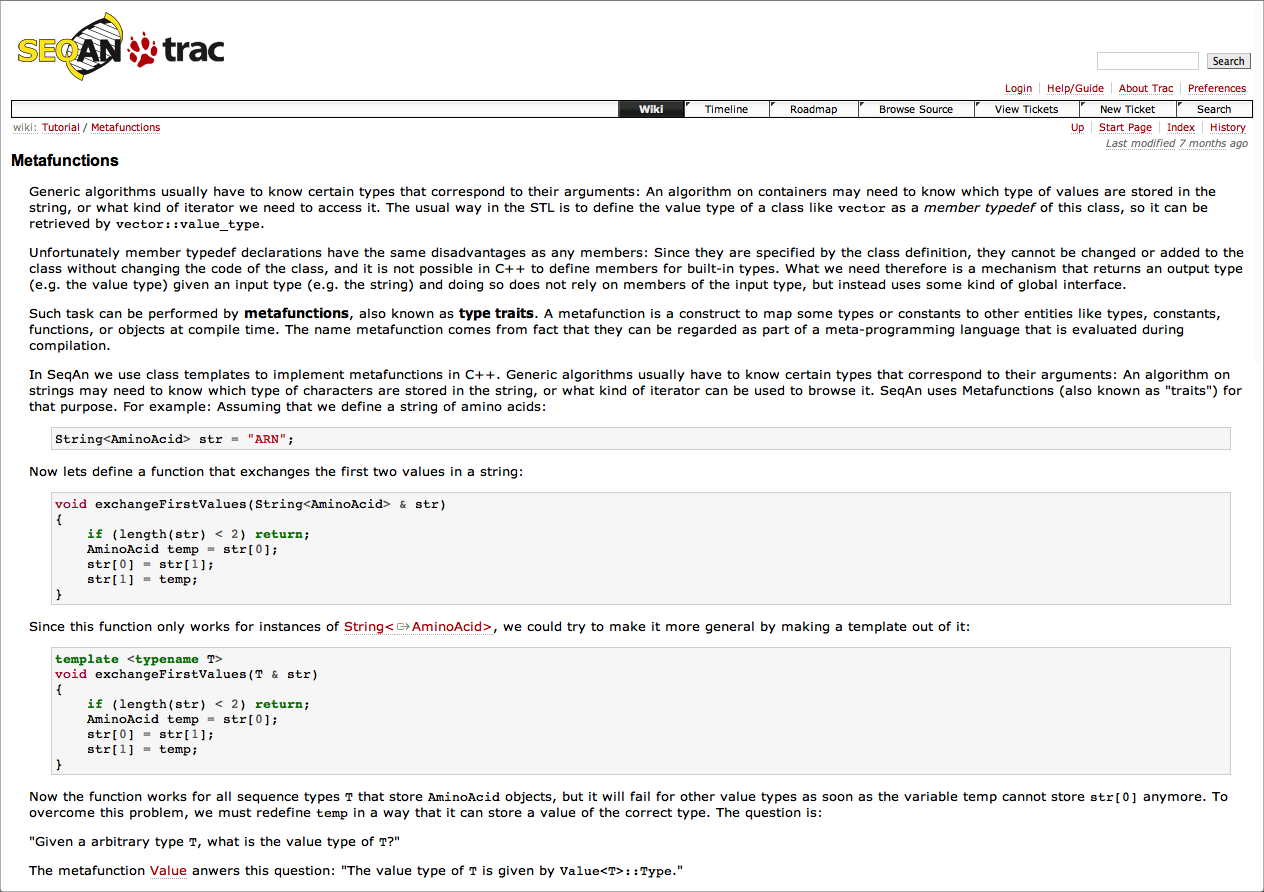 SEQAN trac
Search
Login Help/Guide About Trac Preferences
Wiki Timeline Roadmap Browse Source View Tickets New Ticket Search
wiki: Tutorial / Metafunctions Up Start Page Index History
Last modified 7 months ago
Metafunctions
Generic algorithms usually have to know certain types that correspond to their arguments: An algorithm on containers may need to know which type of values are stored in the
string, or what kind of iterator we need to access it. The usual way in the STL is to define the value type of a class like vector as a member typedef of this class, so it can be
retrieved by vector::value_type.
Unfortunately member typedef declarations have the same disadvantages as any members: Since they are specified by the class definition, they cannot be changed or added to the
class without changing the code of the class, and it is not possible in C++ to define members for built-in types. What we need therefore is a mechanism that returns an output type
(e.g. the value type) given an input type (e.g. the string) and doing so does not rely on members of the input type, but instead uses some kind of global interface.
Such task can be performed by metafunctions, also known as type traits. A metafunction is a construct to map some types or constants to other entities like types, constants,
functions, or objects at compile time. The name metafunction comes from fact that they can be regarded as part of a meta-programming language that is evaluated during
compilation.
In SeqAn we use class templates to implement metafunctions in C++. Generic algorithms usually have to know certain types that correspond to their arguments: An algorithm on
strings may need to know which type of characters are stored in the string, or what kind of iterator can be used to browse it. SeqAn uses Metafunctions (also known as "traits") for
that purpose. For example: Assuming that we define a string of amino acids:
String<AminoAcid> str = "ARN";
Now lets define a function that exchanges the first two values in a string:
void exchangeFirstValues(String<AminoAcid> & str)
{
    if (length(str) < 2) return;
    AminoAcid temp = str[0];
    str[0] = str[1];
    str[1] = temp;
}
Since this function only works for instances of String<AminoAcid>, we could try to make it more general by making a template out of it:
template <typename T>
void exchangeFirstValues(T & str)
{
    if (length(str) < 2) return;
    AminoAcid temp = str[0];
    str[0] = str[1];
    str[1] = temp;
}
Now the function works for all sequence types T that store AminoAcid objects, but it will fail for other value types as soon as the variable temp cannot store str[0] anymore. To
overcome this problem, we must redefine temp in a way that it can store a value of the correct type. The question is:
"Given a arbitrary type T, what is the value type of T?"
The metafunction Value anwers this question: "The value type of T is given by Value<T>::Type."